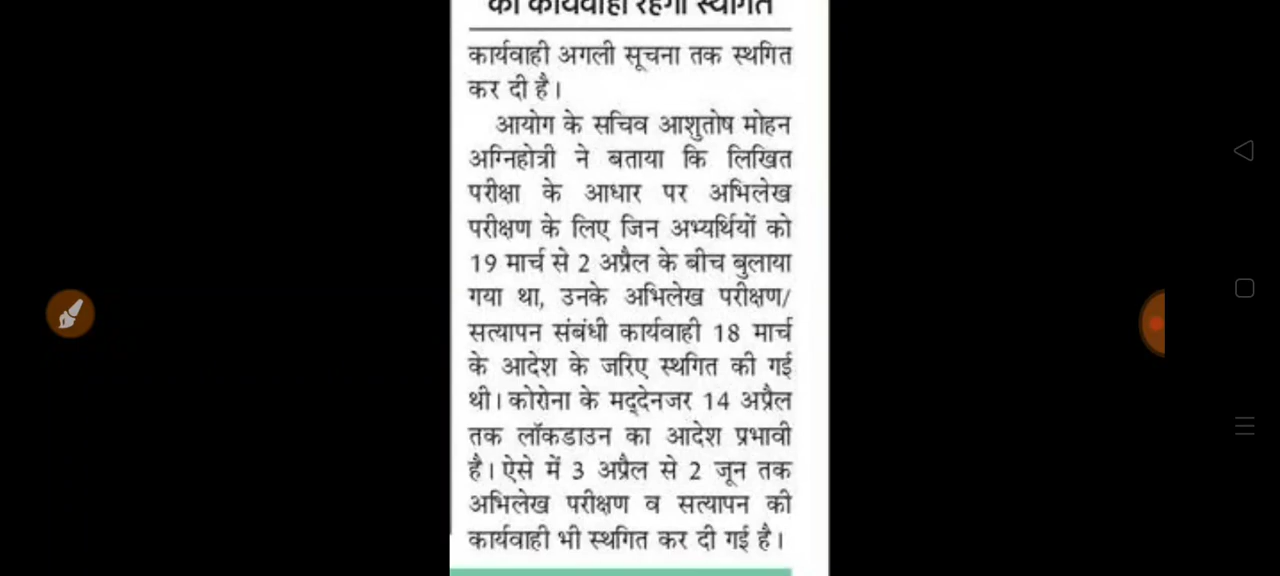 की कार्यवाही रहेगी स्थगित
कार्यवाही अगली सूचना तक स्थगित
कर दी है।
आयोग के सचिव आशुतोष मोहन
अग्निहोत्री ने बताया कि लिखित
परीक्षा के आधार पर अभिलेख
परीक्षण के लिए जिन अभ्यर्थियों को
19 मार्च से 2 अप्रैल के बीच बुलाया
गया था, उनके अभिलेख परीक्षण/
सत्यापन संबंधी कार्यवाही 18 मार्च
के आदेश के जरिए स्थगित की गई
थी। कोरोना के मद्देनजर 14 अप्रैल
तक लॉकडाउन का आदेश प्रभावी
है। ऐसे में 3 अप्रैल से 2 जून तक
अभिलेख परीक्षण व सत्यापन की
कार्यवाही भी स्थगित कर दी गई है।